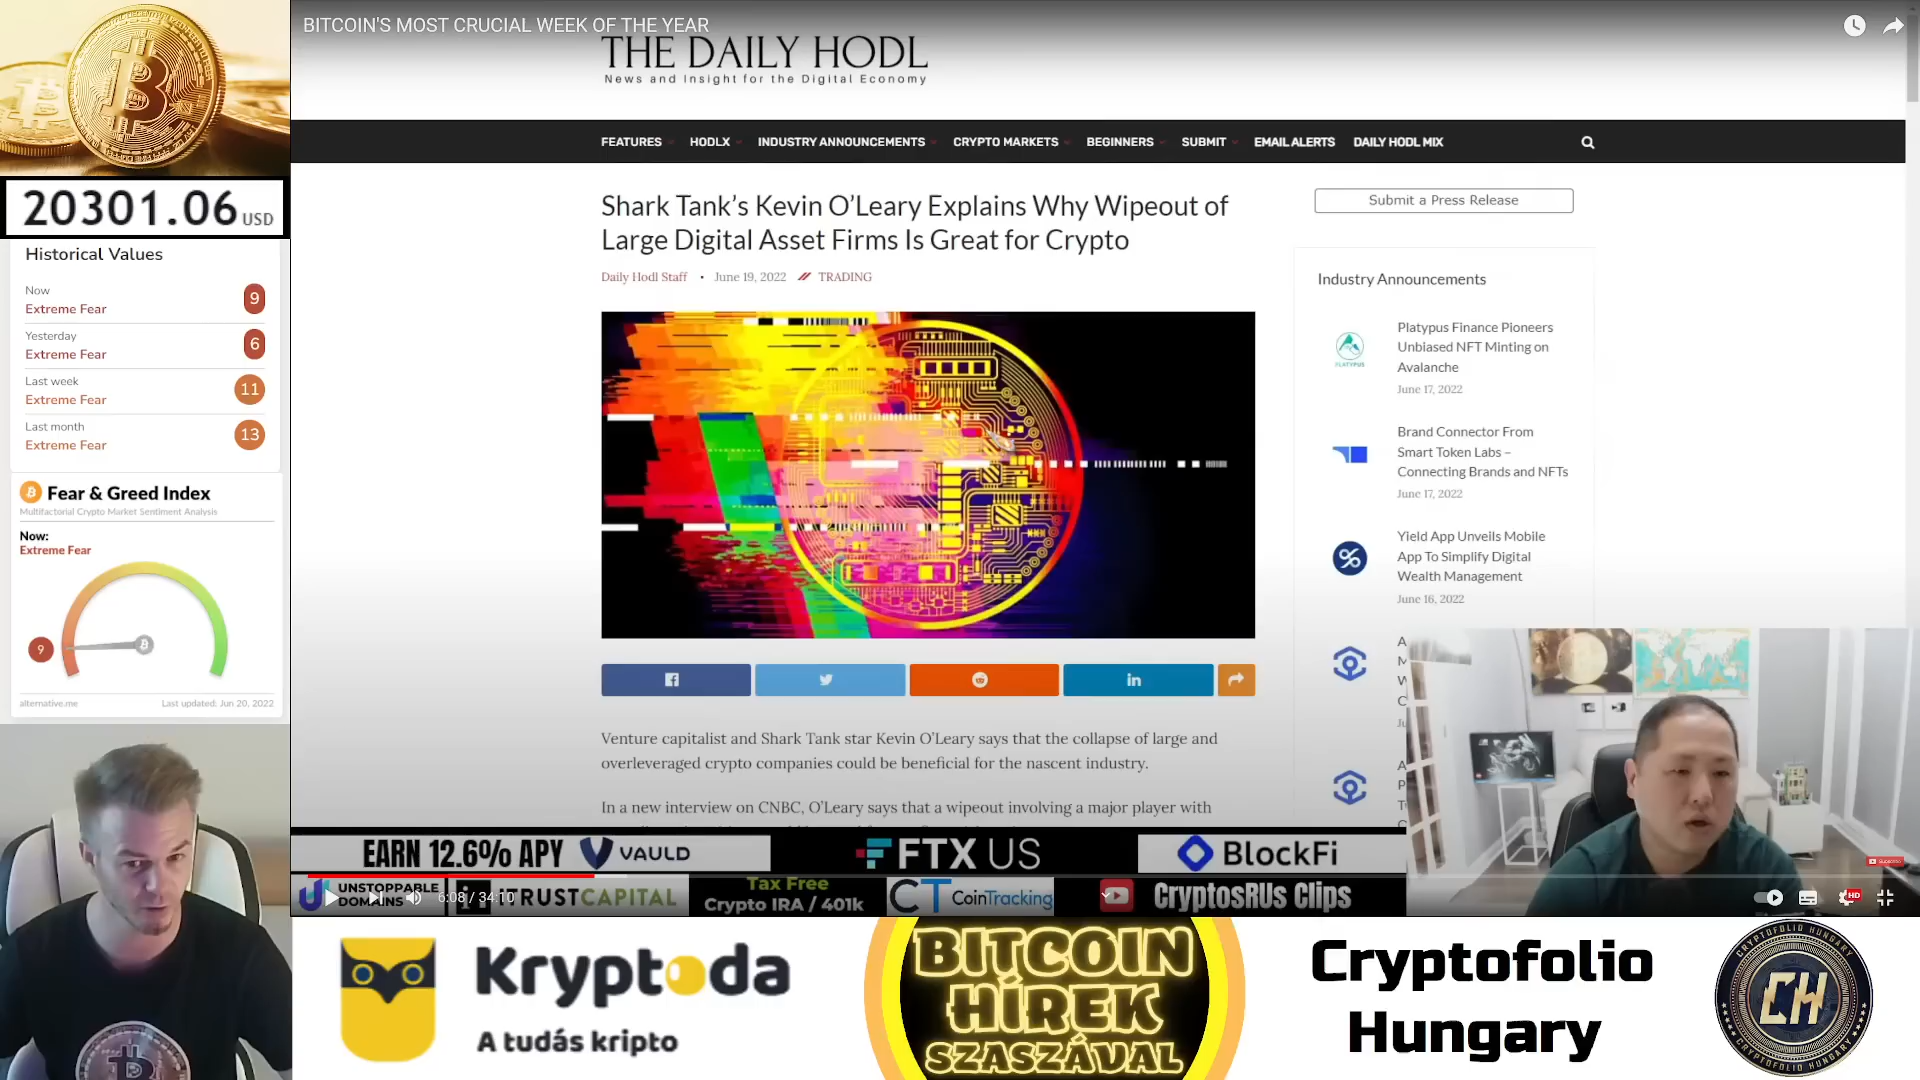 BITCOIN'S MOST CRUCIAL WEEK OF THE YEAR
THE DAILY HODL
News and Insight for the Digital Economy
FEATURES HODLX INDUSTRY ANNOUNCEMENTS CRYPTO MARKETS BEGINNERS SUBMIT EMAIL ALERTS DAILY HODL MIX
20301.06 USD
Historical Values
Now
Extreme Fear
9
Yesterday
Extreme Fear
6
Last week
Extreme Fear
11
Last month
Extreme Fear
13
Fear & Greed Index
Multifactorial Crypto Market Sentiment Analysis
Now:
Extreme Fear
9
alternative.me Last updated: Jun 20, 2022
Shark Tank's Kevin O'Leary Explains Why Wipeout of
Large Digital Asset Firms Is Great for Crypto
Daily Hodl Staff • June 19, 2022 TRADING
Venture capitalist and Shark Tank star Kevin O'Leary says that the collapse of large and
overleveraged crypto companies could be beneficial for the nascent industry.
In a new interview on CNBC, O'Leary says that a wipeout involving a major player with
Submit a Press Release
Industry Announcements
Platypus Finance Pioneers
Unbiased NFT Minting on
Avalanche
June 17, 2022
Brand Connector From
Smart Token Labs –
Connecting Brands and NFTs
June 17, 2022
Yield App Unveils Mobile
App To Simplify Digital
Wealth Management
June 16, 2022
EARN 12.6% APY VAULD FTX US BlockFi
UNSTOPPABLE
DOMAINS
iTRUSTCAPITAL
Tax Free
Crypto IRA / 401k
CT CoinTracking
CryptosRUs Clips
6:08 / 34:10
HD
Kryptoda
A tudás kripto
BITCOIN
HÍREK
SZASZÁVAL
Cryptofolio
Hungary
CRYPTOFOLIO HUNGARY
CH
CRYPTOFOLIO HUNGARY